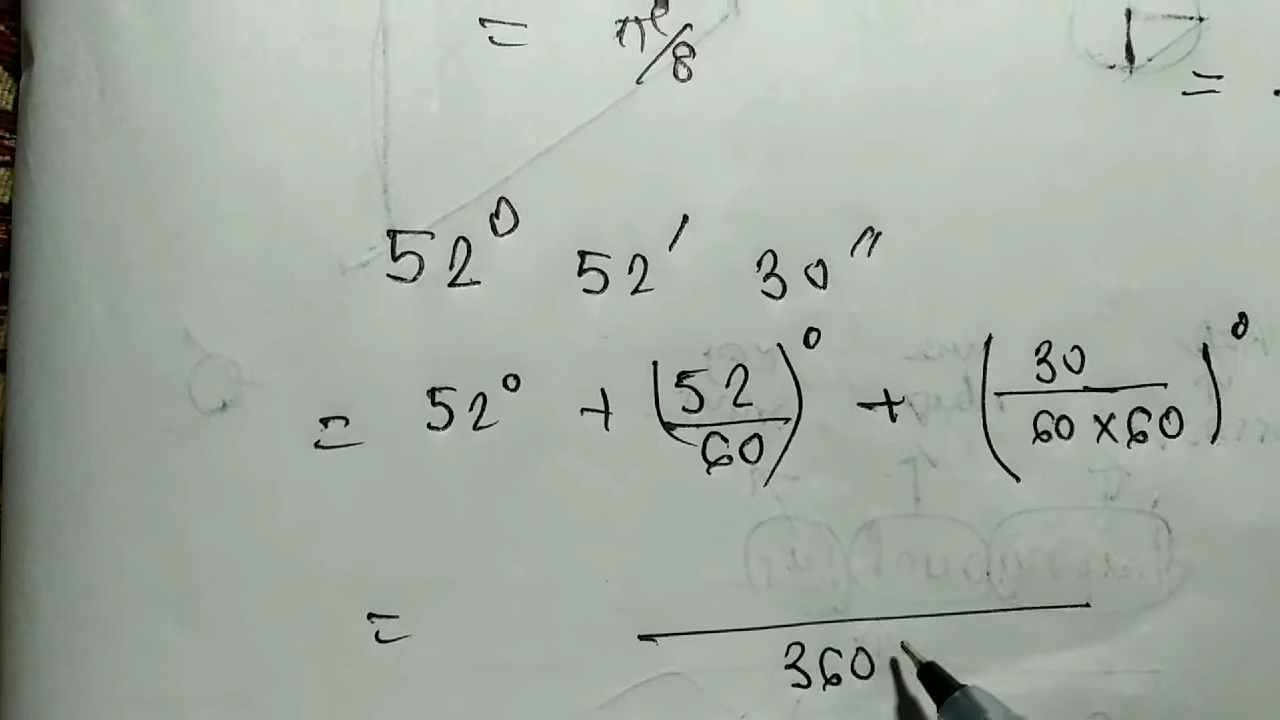 = π^c/8
= .
52° 52′ 30″
= 52° + (52/60)° + (30/60×60)°
=
360